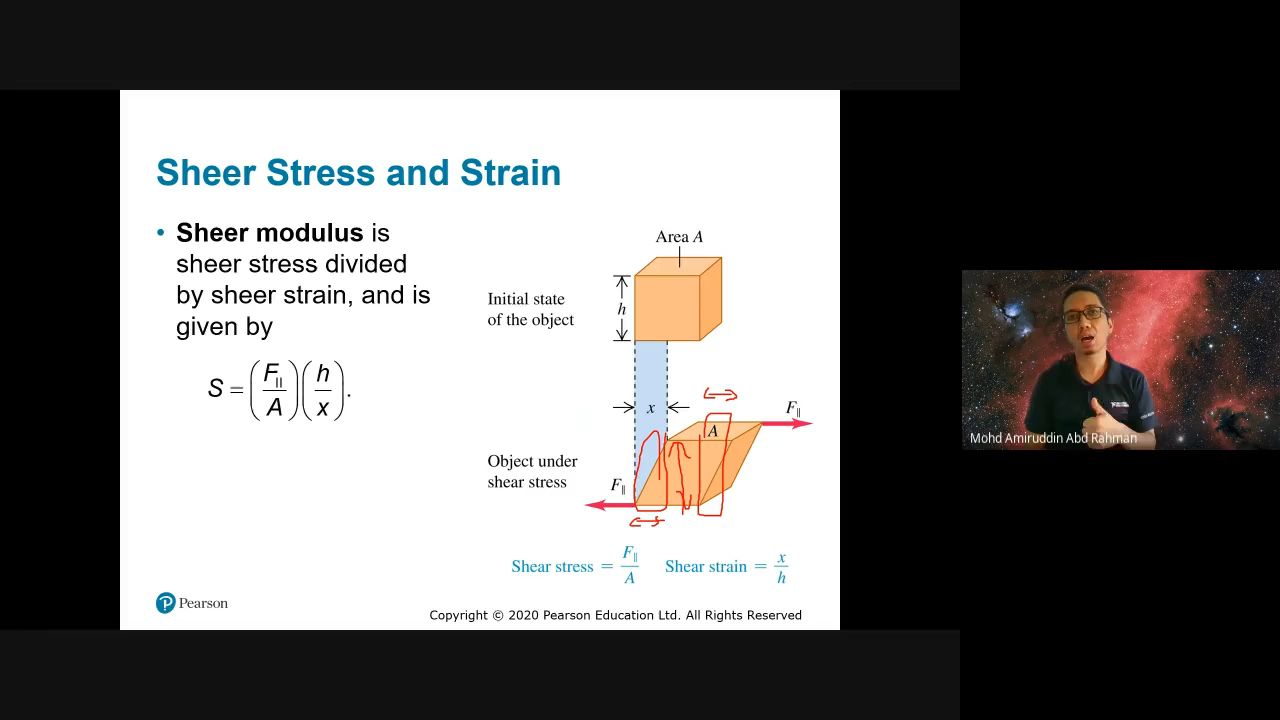 Sheer Stress and Strain
• Sheer modulus is
sheer stress divided
by sheer strain, and is
given by
S = (F|| / A)(h / x).
Area A
Initial state
of the object
h
x
F||
A
Object under
shear stress
F||
Shear stress = F|| / A
Shear strain = x / h
Pearson
Copyright © 2020 Pearson Education Ltd. All Rights Reserved
Mohd Amiruddin Abd Rahman